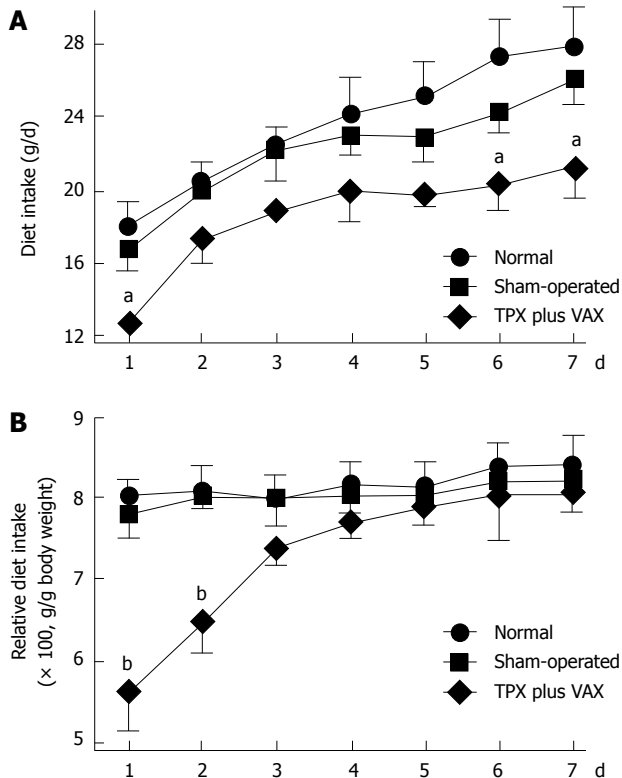 A
28
24
20
16
12
Diet intake (g/d)
a
a
a
Normal
Sham-operated
TPX plus VAX
1 2 3 4 5 6 7 d
B
9
8
7
6
5
Relative diet intake
(× 100, g/g body weight)
b
b
Normal
Sham-operated
TPX plus VAX
1 2 3 4 5 6 7 d